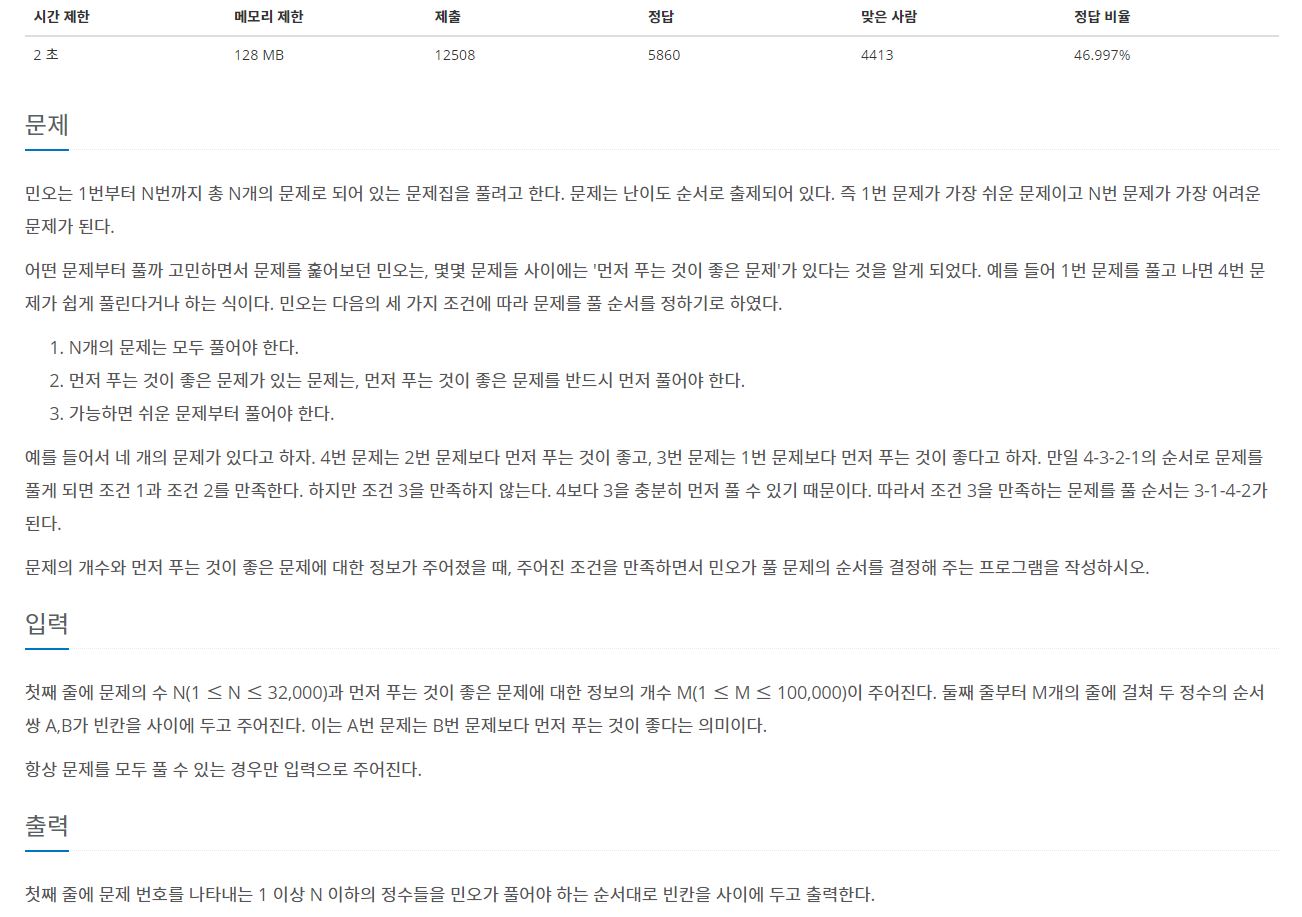 시간 제한 메모리 제한 제출 정답 맞은 사람 정답 비율
2 초 128 MB 12508 5860 4413 46.997%
문제
민오는 1번부터 N번까지 총 N개의 문제로 되어 있는 문제집을 풀려고 한다. 문제는 난이도 순서로 출제되어 있다. 즉 1번 문제가 가장 쉬운 문제이고 N번 문제가 가장 어려운
문제가 된다.
어떤 문제부터 풀까 고민하면서 문제를 훑어보던 민오는, 몇몇 문제들 사이에는 '먼저 푸는 것이 좋은 문제'가 있다는 것을 알게 되었다. 예를 들어 1번 문제를 풀고 나면 4번 문
제가 쉽게 풀린다거나 하는 식이다. 민오는 다음의 세 가지 조건에 따라 문제를 풀 순서를 정하기로 하였다.
1. N개의 문제는 모두 풀어야 한다.
2. 먼저 푸는 것이 좋은 문제가 있는 문제는, 먼저 푸는 것이 좋은 문제를 반드시 먼저 풀어야 한다.
3. 가능하면 쉬운 문제부터 풀어야 한다.
예를 들어서 네 개의 문제가 있다고 하자. 4번 문제는 2번 문제보다 먼저 푸는 것이 좋고, 3번 문제는 1번 문제보다 먼저 푸는 것이 좋다고 하자. 만일 4-3-2-1의 순서로 문제를
풀게 되면 조건 1과 조건 2를 만족한다. 하지만 조건 3을 만족하지 않는다. 4보다 3을 충분히 먼저 풀 수 있기 때문이다. 따라서 조건 3을 만족하는 문제를 풀 순서는 3-1-4-2가
된다.
문제의 개수와 먼저 푸는 것이 좋은 문제에 대한 정보가 주어졌을 때, 주어진 조건을 만족하면서 민오가 풀 문제의 순서를 결정해 주는 프로그램을 작성하시오.
입력
첫째 줄에 문제의 수 N(1 ≤ N ≤ 32,000)과 먼저 푸는 것이 좋은 문제에 대한 정보의 개수 M(1 ≤ M ≤ 100,000)이 주어진다. 둘째 줄부터 M개의 줄에 걸쳐 두 정수의 순서
쌍 A,B가 빈칸을 사이에 두고 주어진다. 이는 A번 문제는 B번 문제보다 먼저 푸는 것이 좋다는 의미이다.
항상 문제를 모두 풀 수 있는 경우만 입력으로 주어진다.
출력
첫째 줄에 문제 번호를 나타내는 1 이상 N 이하의 정수들을 민오가 풀어야 하는 순서대로 빈칸을 사이에 두고 출력한다.